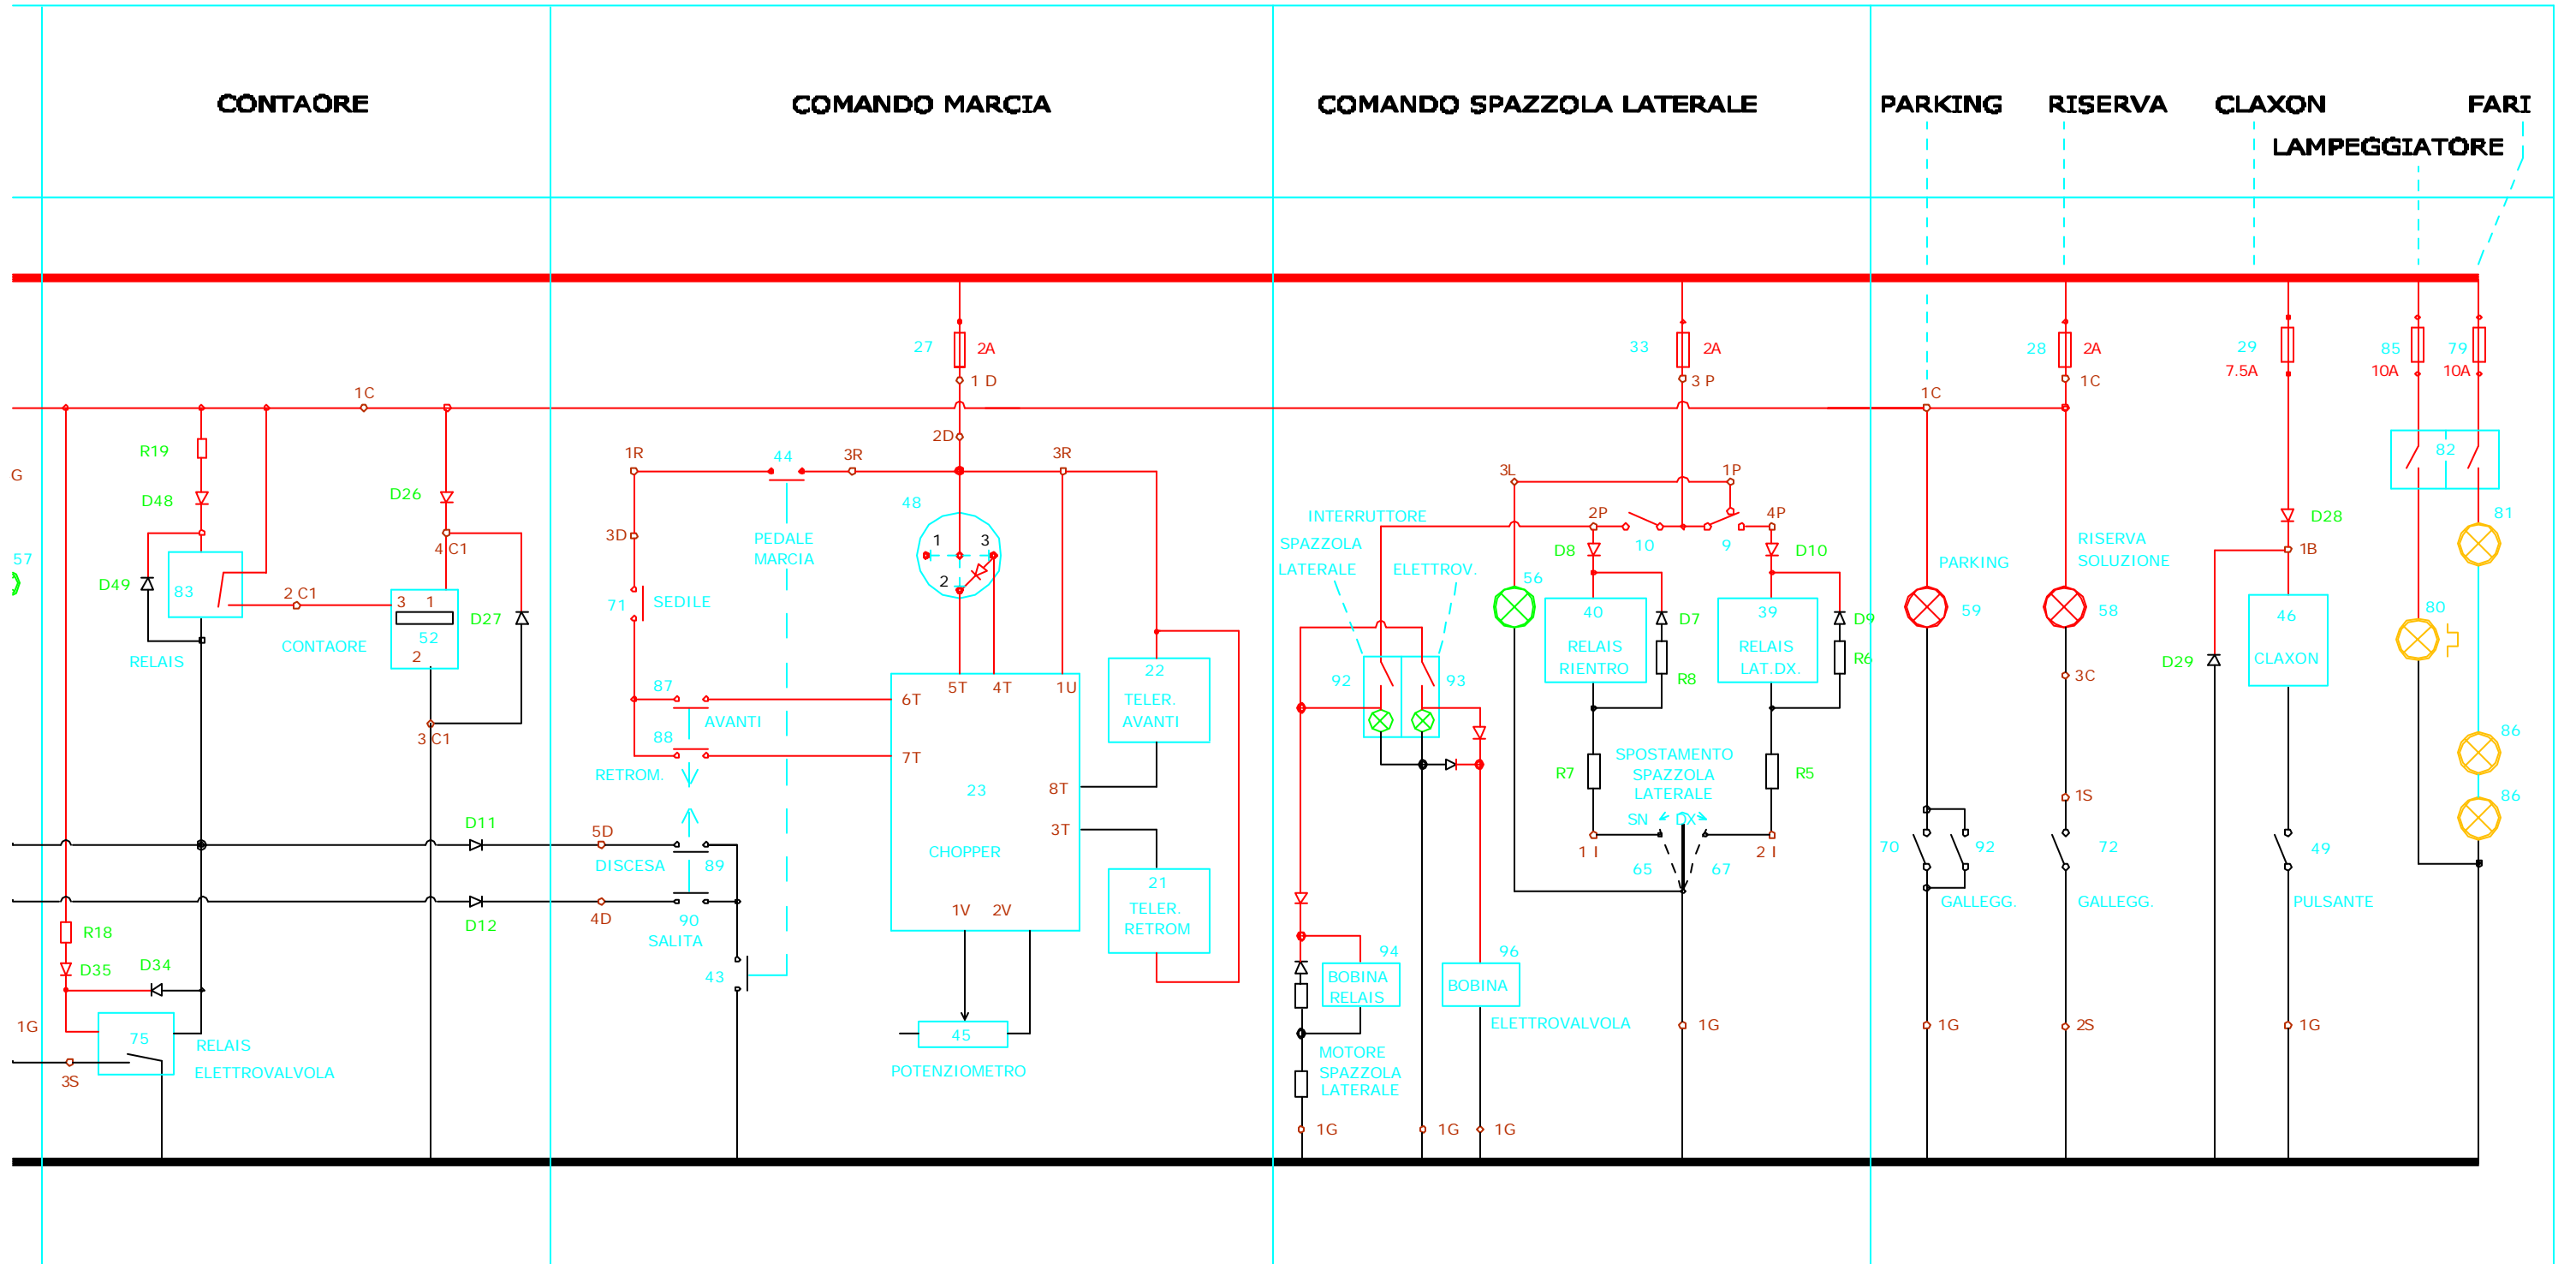 CONTAORE
COMANDO MARCIA
COMANDO SPAZZOLA LATERALE
PARKING
RISERVA
CLAXON
FARI
LAMPEGGIATORE
G
57
1C
R19
D48
D49
83
RELAIS
2 C1
CONTAORE
D26
4 C1
3 1
52
2
D27
3 C1
D11
D12
R18
D35
D34
1G
75
RELAIS
ELETTROVALVOLA
3S
27
2A
1 D
2D
1R
44
3R
3R
48
1
3
2
PEDALE
MARCIA
3D
71
SEDILE
87
AVANTI
88
RETROM.
5D
DISCESA
89
4D
90
SALITA
43
5T
4T
1U
6T
7T
23
8T
3T
CHOPPER
1V
2V
45
POTENZIOMETRO
22
TELER.
AVANTI
21
TELER.
RETROM
33
2A
3 P
3L
1P
INTERRUTTORE
SPAZZOLA
LATERALE
ELETTROV.
2P
4P
10
9
D8
D10
56
40
RELAIS
RIENTRO
D7
R8
39
RELAIS
LAT.DX.
D9
R6
92
93
R7
R5
SPOSTAMENTO
SPAZZOLA
LATERALE
SN
DX
1 I
2 I
65
67
94
BOBINA
RELAIS
96
BOBINA
ELETTROVALVOLA
MOTORE
SPAZZOLA
LATERALE
1G
1G
1G
1G
28
2A
1C
1C
PARKING
59
RISERVA
SOLUZIONE
58
3C
1S
70
92
GALLEGG.
72
GALLEGG.
1G
2S
29
7.5A
D28
1B
46
CLAXON
D29
49
PULSANTE
1G
85
10A
79
10A
82
81
80
86
86